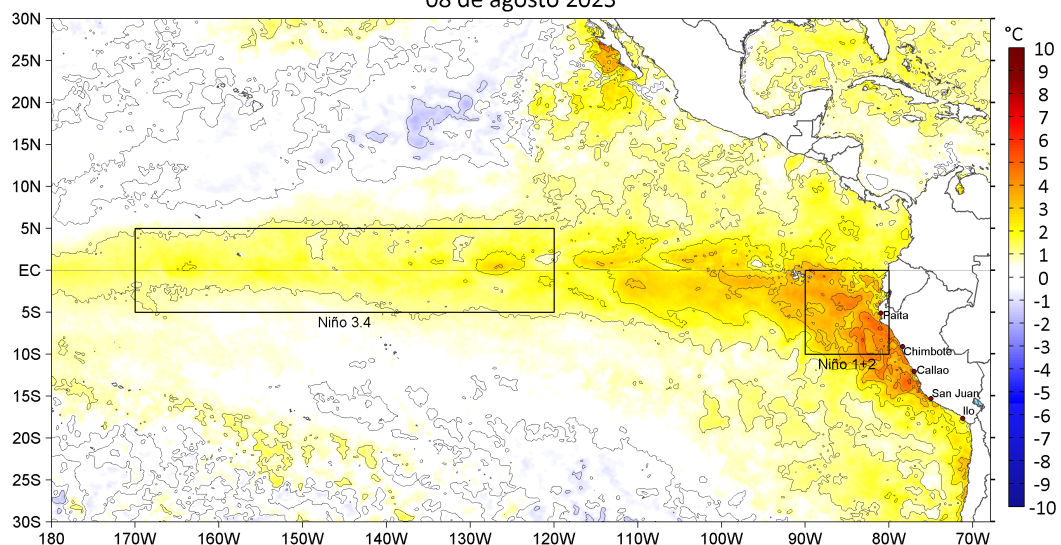 08 de agosto 2023
°C
30N
25N
20N
15N
10N
5N
EC
5S
10S
15S
20S
25S
30S
180
170W
160W
150W
140W
130W
120W
110W
100W
90W
80W
70W
Niño 3.4
Niño 1+2
Paita
Chimbote
Callao
San Juan
Ilo
10
9
8
7
6
5
4
3
2
1
0
-1
-2
-3
-4
-5
-6
-7
-8
-9
-10